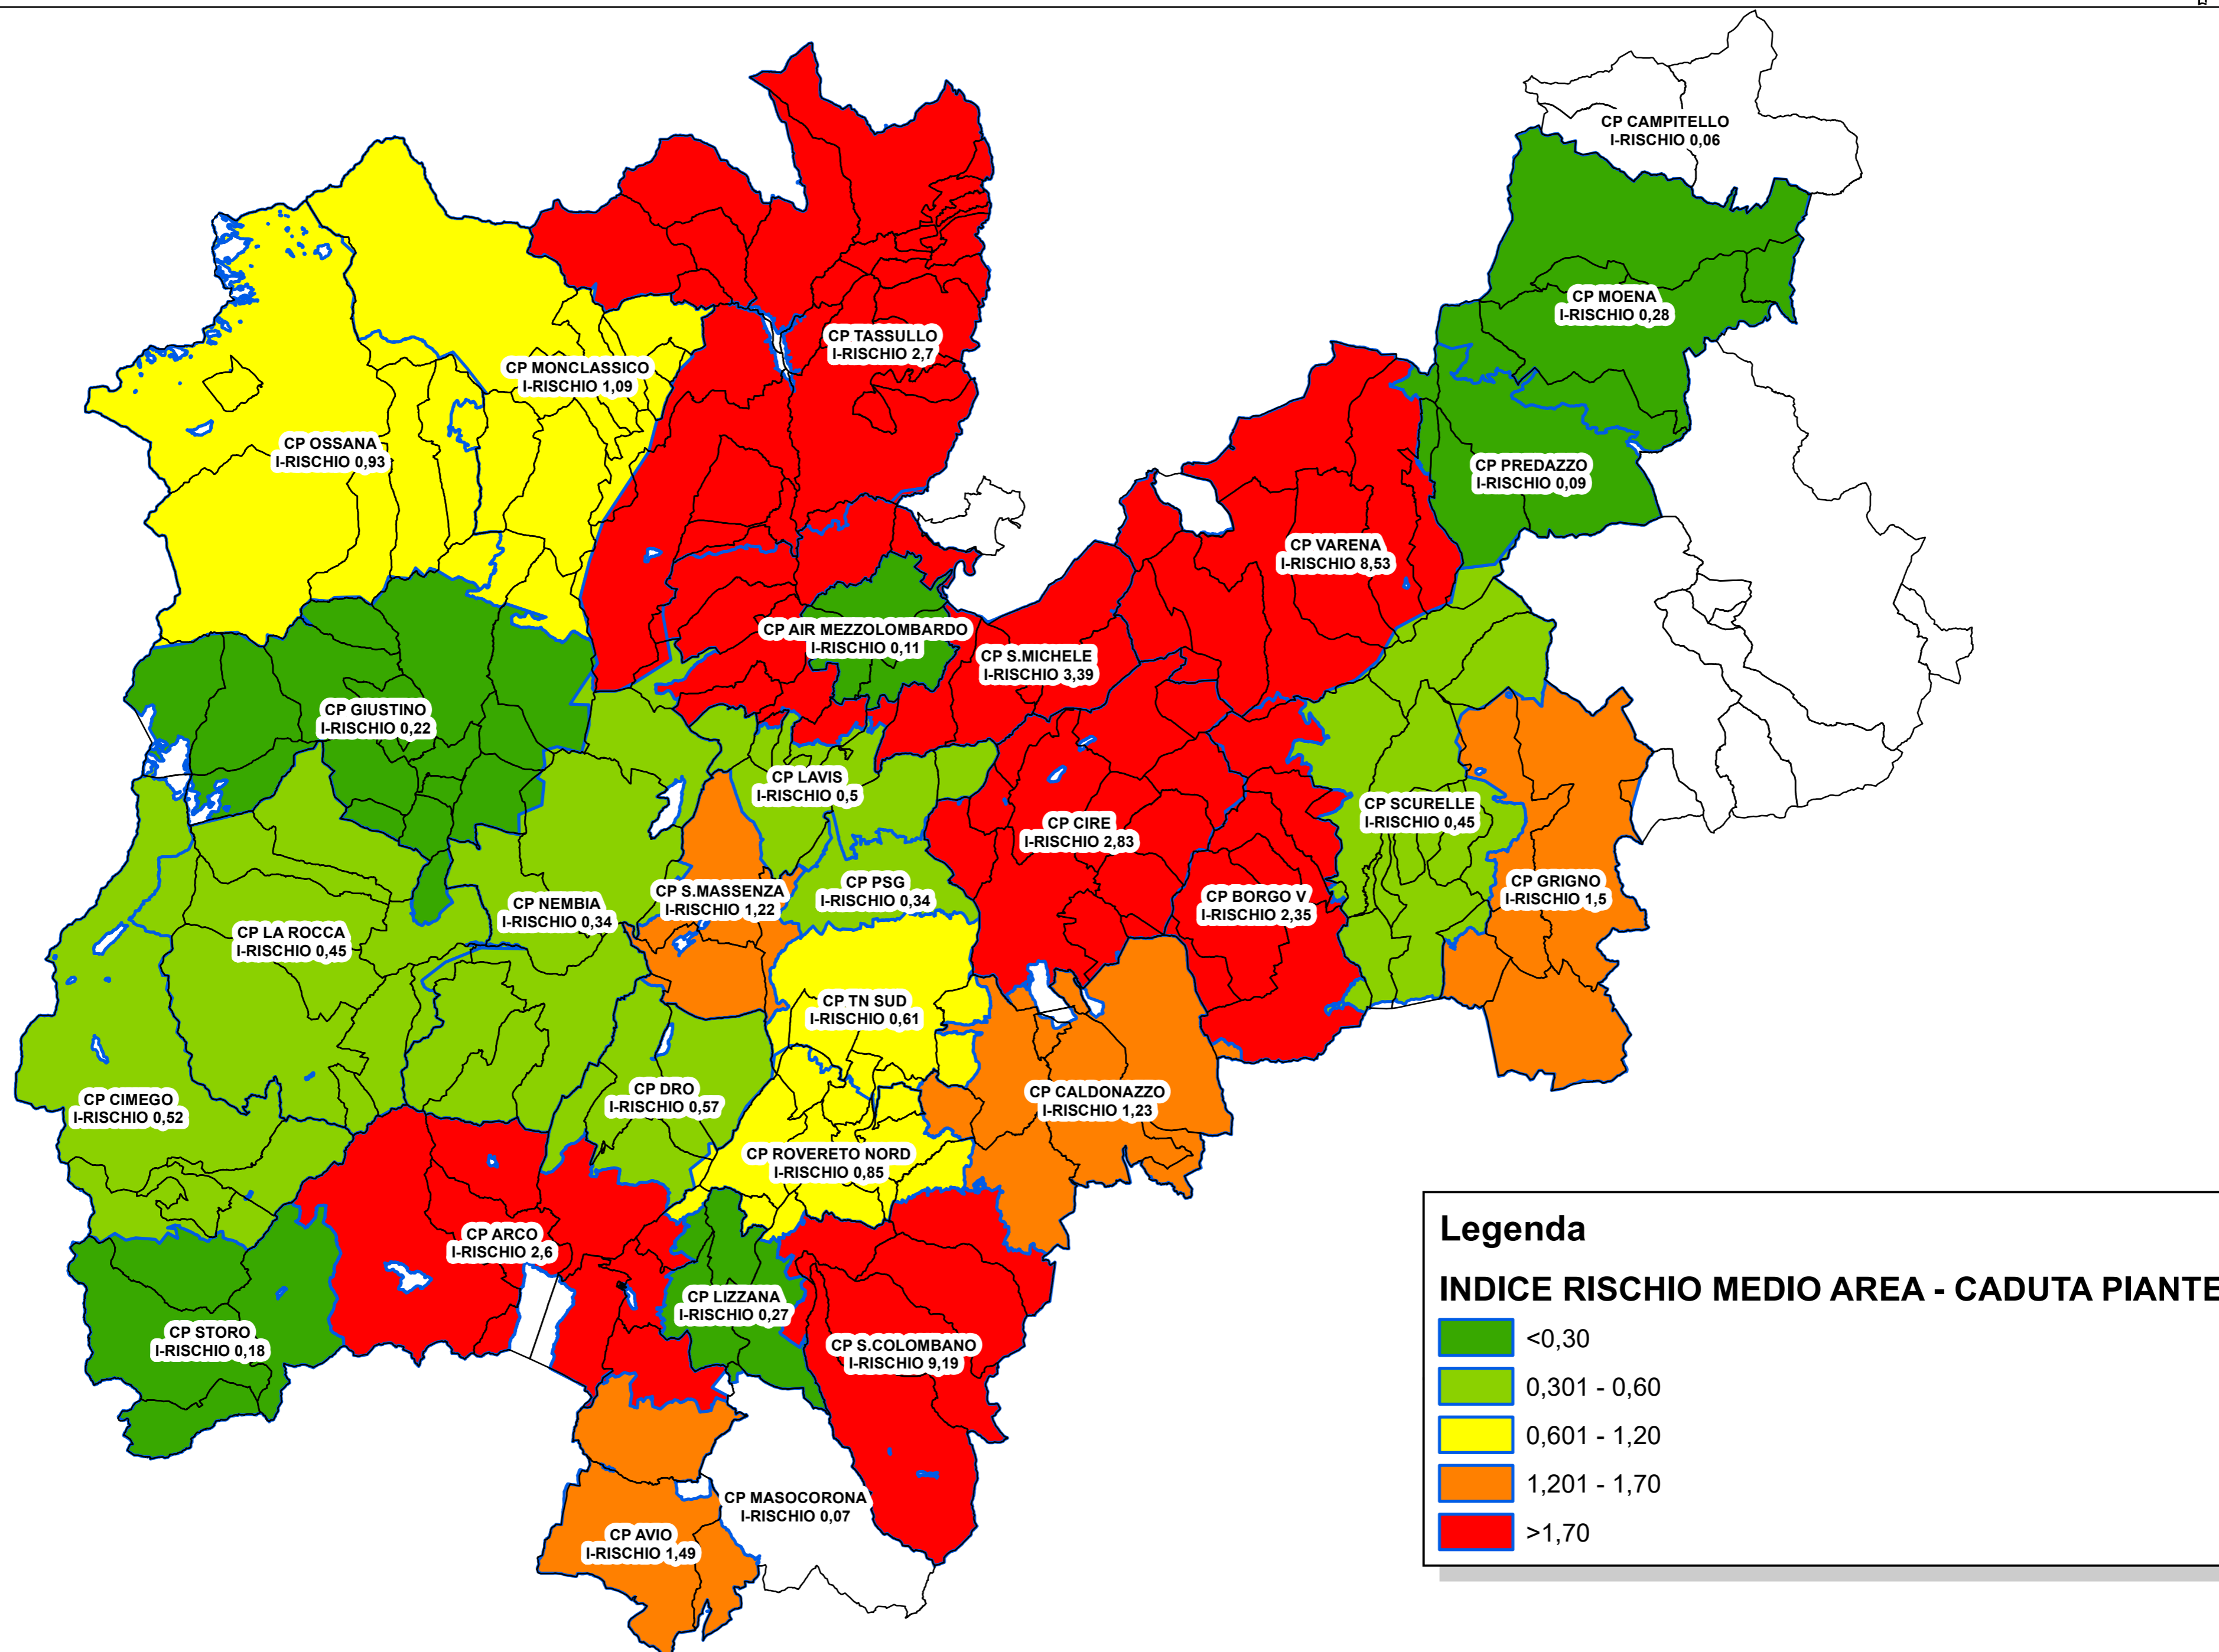 CP CAMPITELLO
I-RISCHIO 0,06
CP MOENA
I-RISCHIO 0,28
CP TASSULLO
I-RISCHIO 2,7
CP MONCLASSICO
I-RISCHIO 1,09
CP OSSANA
I-RISCHIO 0,93
CP PREDAZZO
I-RISCHIO 0,09
CP VARENA
I-RISCHIO 8,53
CP AIR MEZZOLOMBARDO
I-RISCHIO 0,11
CP S.MICHELE
I-RISCHIO 3,39
CP GIUSTINO
I-RISCHIO 0,22
CP LAVIS
I-RISCHIO 0,5
CP SCURELLE
I-RISCHIO 0,45
CP CIRE
I-RISCHIO 2,83
CP S.MASSENZA
I-RISCHIO 1,22
CP PSG
I-RISCHIO 0,34
CP GRIGNO
I-RISCHIO 1,5
CP BORGO V
I-RISCHIO 2,35
CP NEMBIA
I-RISCHIO 0,34
CP LA ROCCA
I-RISCHIO 0,45
CP TN SUD
I-RISCHIO 0,61
CP DRO
I-RISCHIO 0,57
CP CALDONAZZO
I-RISCHIO 1,23
CP CIMEGO
I-RISCHIO 0,52
CP ROVERETO NORD
I-RISCHIO 0,85
CP ARCO
I-RISCHIO 2,6
CP LIZZANA
I-RISCHIO 0,27
CP STORO
I-RISCHIO 0,18
CP S.COLOMBANO
I-RISCHIO 9,19
CP MASOCORONA
I-RISCHIO 0,07
CP AVIO
I-RISCHIO 1,49
Legenda
INDICE RISCHIO MEDIO AREA - CADUTA PIANTE
<0,30
0,301 - 0,60
0,601 - 1,20
1,201 - 1,70
>1,70